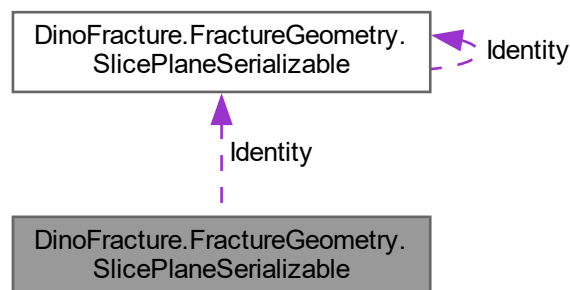 DinoFracture.FractureGeometry.
SlicePlaneSerializable
Identity
Identity
DinoFracture.FractureGeometry.
SlicePlaneSerializable